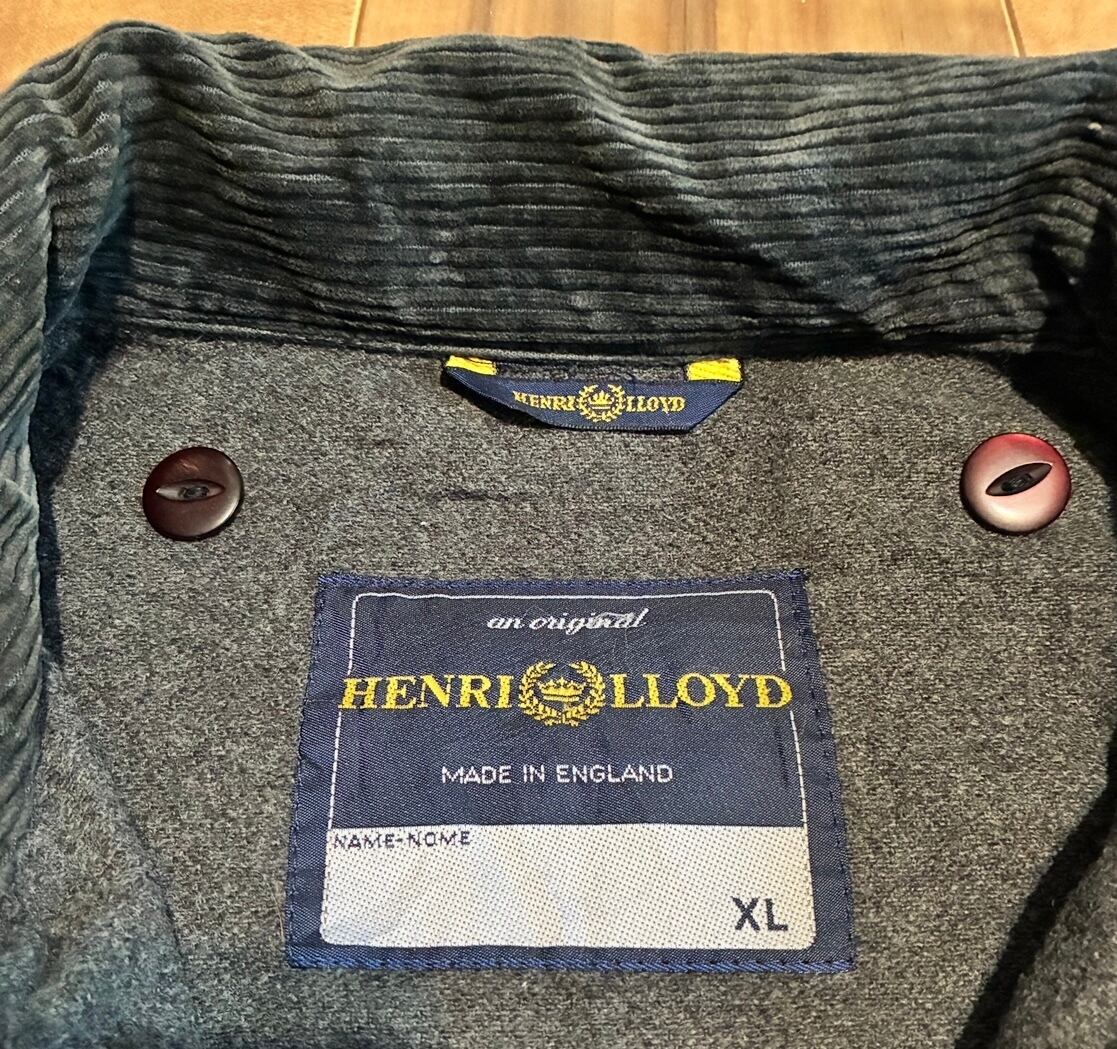 HENRI LLOYD
an original
HENRI LLOYD
MADE IN ENGLAND
NAME-NOME
XL